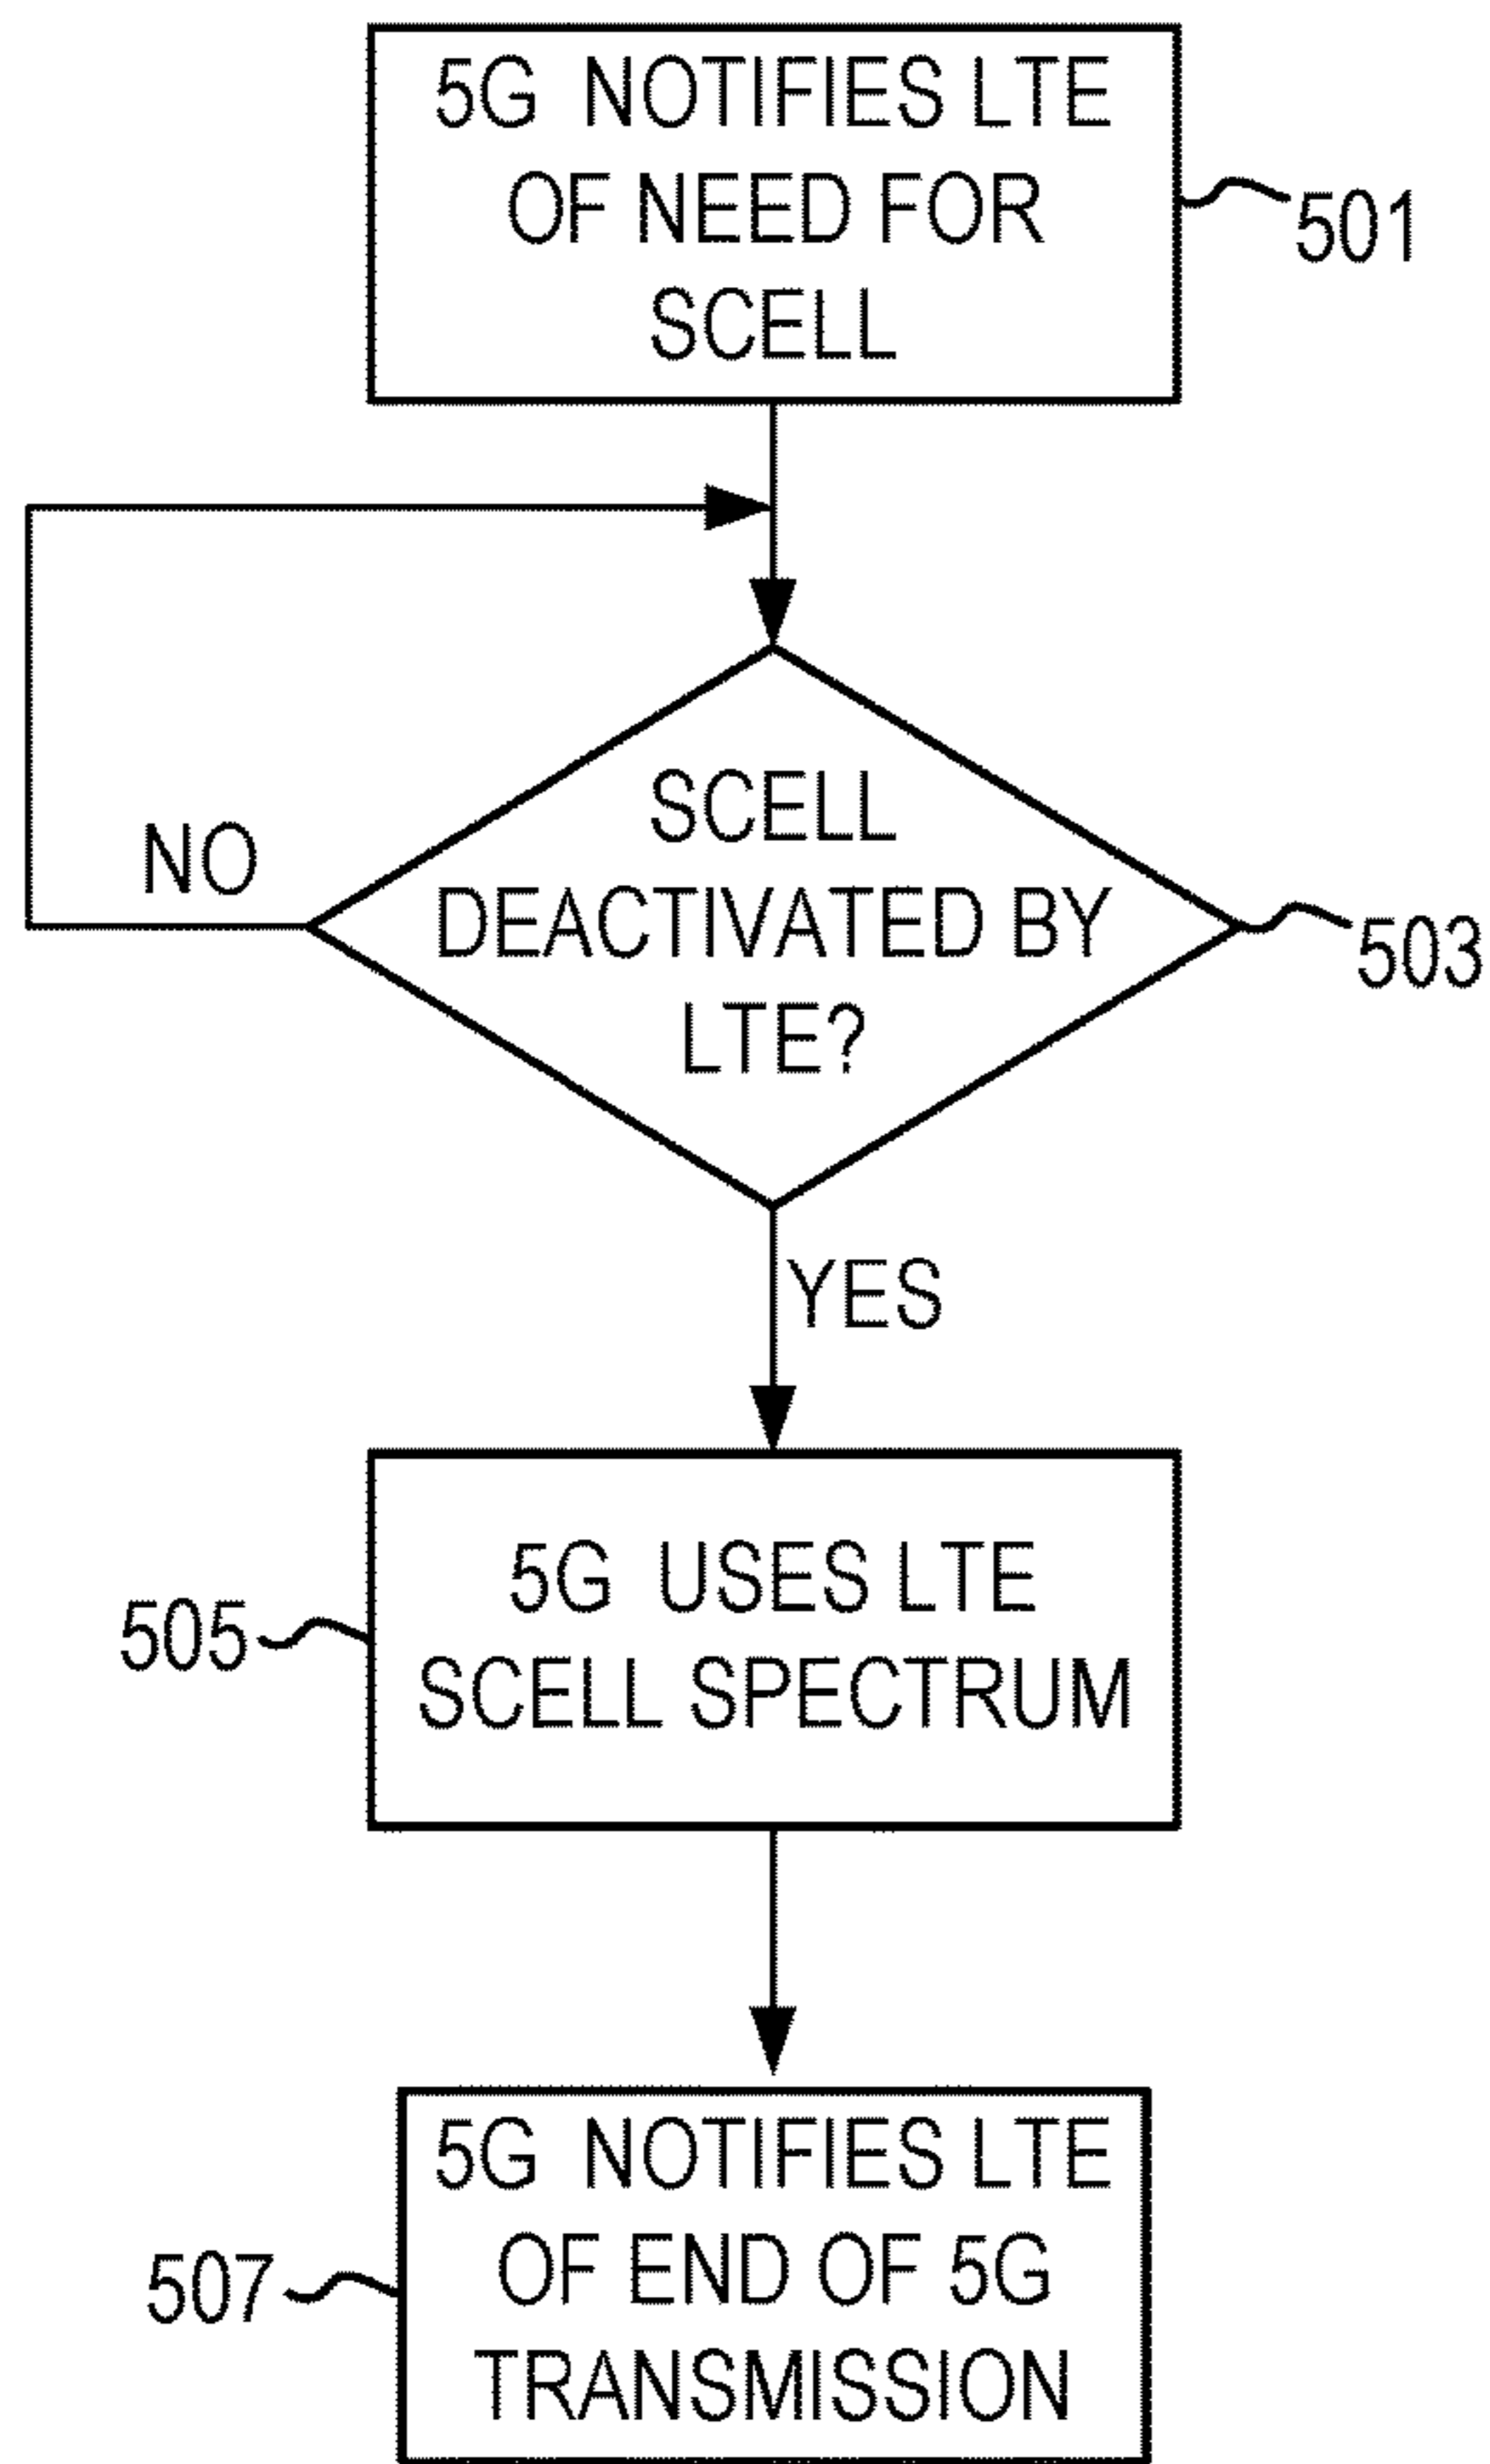 5G NOTIFIES LTE
OF NEED FOR
SCELL
501
SCELL
DEACTIVATED BY
LTE?
NO
503
YES
5G USES LTE
SCELL SPECTRUM
505
5G NOTIFIES LTE
OF END OF 5G
TRANSMISSION
507